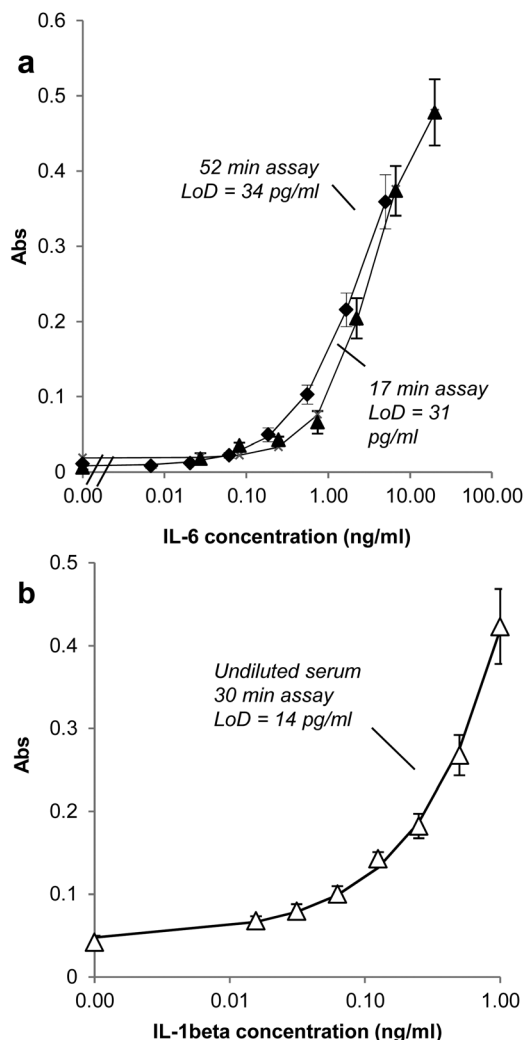 a
0.6
0.5
0.4
0.3
0.2
0.1
0
Abs
52 min assay
LoD = 34 pg/ml
17 min assay
LoD = 31
pg/ml
0.00
0.01
0.10
1.00
10.00
100.00
IL-6 concentration (ng/ml)
b
0.5
0.4
0.3
0.2
0.1
0
Abs
Undiluted serum
30 min assay
LoD = 14 pg/ml
0.00
0.01
0.10
1.00
IL-1beta concentration (ng/ml)